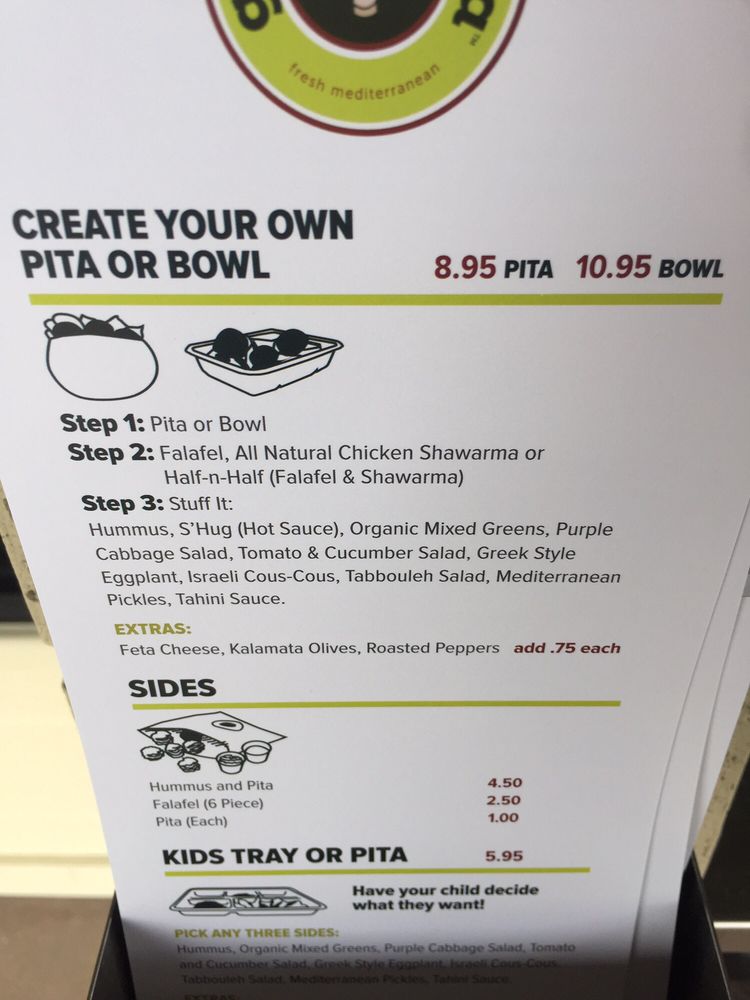 fresh mediterranean
CREATE YOUR OWN
PITA OR BOWL
8.95 PITA 10.95 BOWL
Step 1: Pita or Bowl
Step 2: Falafel, All Natural Chicken Shawarma or
Half-n-Half (Falafel & Shawarma)
Step 3: Stuff It:
Hummus, S'Hug (Hot Sauce), Organic Mixed Greens, Purple
Cabbage Salad, Tomato & Cucumber Salad, Greek Style
Eggplant, Israeli Cous-Cous, Tabbouleh Salad, Mediterranean
Pickles, Tahini Sauce.
EXTRAS:
Feta Cheese, Kalamata Olives, Roasted Peppers add .75 each
SIDES
Hummus and Pita 4.50
Falafel (6 Piece) 2.50
Pita (Each) 1.00
KIDS TRAY OR PITA 5.95
Have your child decide
what they want!
PICK ANY THREE SIDES:
Hummus, Organic Mixed Greens, Purple Cabbage Salad, Tomato
and Cucumber Salad, Greek Style Eggplant, Israeli Cous-Cous
Tabbouleh Salad, Mediterranean Pickles, Tahini Sauce.
EXTRAS: